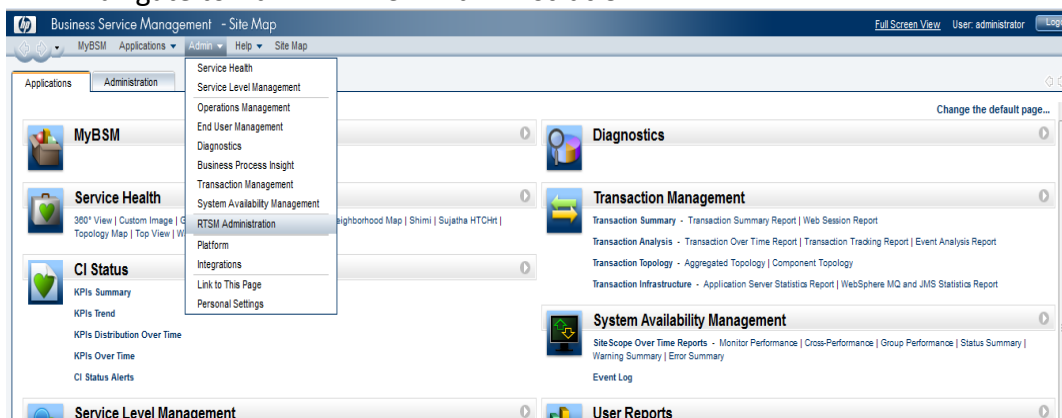 Business Service Management - Site Map
Full Screen View User: administrator
MyBSM Applications Admin Help Site Map
Applications Administration
Service Health
Service Level Management
Operations Management
End User Management
Diagnostics
Business Process Insight
Transaction Management
System Availability Management
RTSM Administration
Platform
Integrations
Link to This Page
Personal Settings
Change the default page...
MyBSM
Service Health
360° View | Custom Image | Map | Shimi | Sujatha HTCHrt |
Topology Map | Top View |
CI Status
KPIs Summary
KPIs Trend
KPIs Distribution Over Time
KPIs Over Time
CI Status Alerts
Service Level Management
Diagnostics
Transaction Management
Transaction Summary - Transaction Summary Report | Web Session Report
Transaction Analysis - Transaction Over Time Report | Transaction Tracking Report | Event Analysis Report
Transaction Topology - Aggregated Topology | Component Topology
Transaction Infrastructure - Application Server Statistics Report | WebSphere MQ and JMS Statistics Report
System Availability Management
SiteScope Over Time Reports - Monitor Performance | Cross-Performance | Group Performance | Status Summary |
Warning Summary | Error Summary
Event Log
User Reports